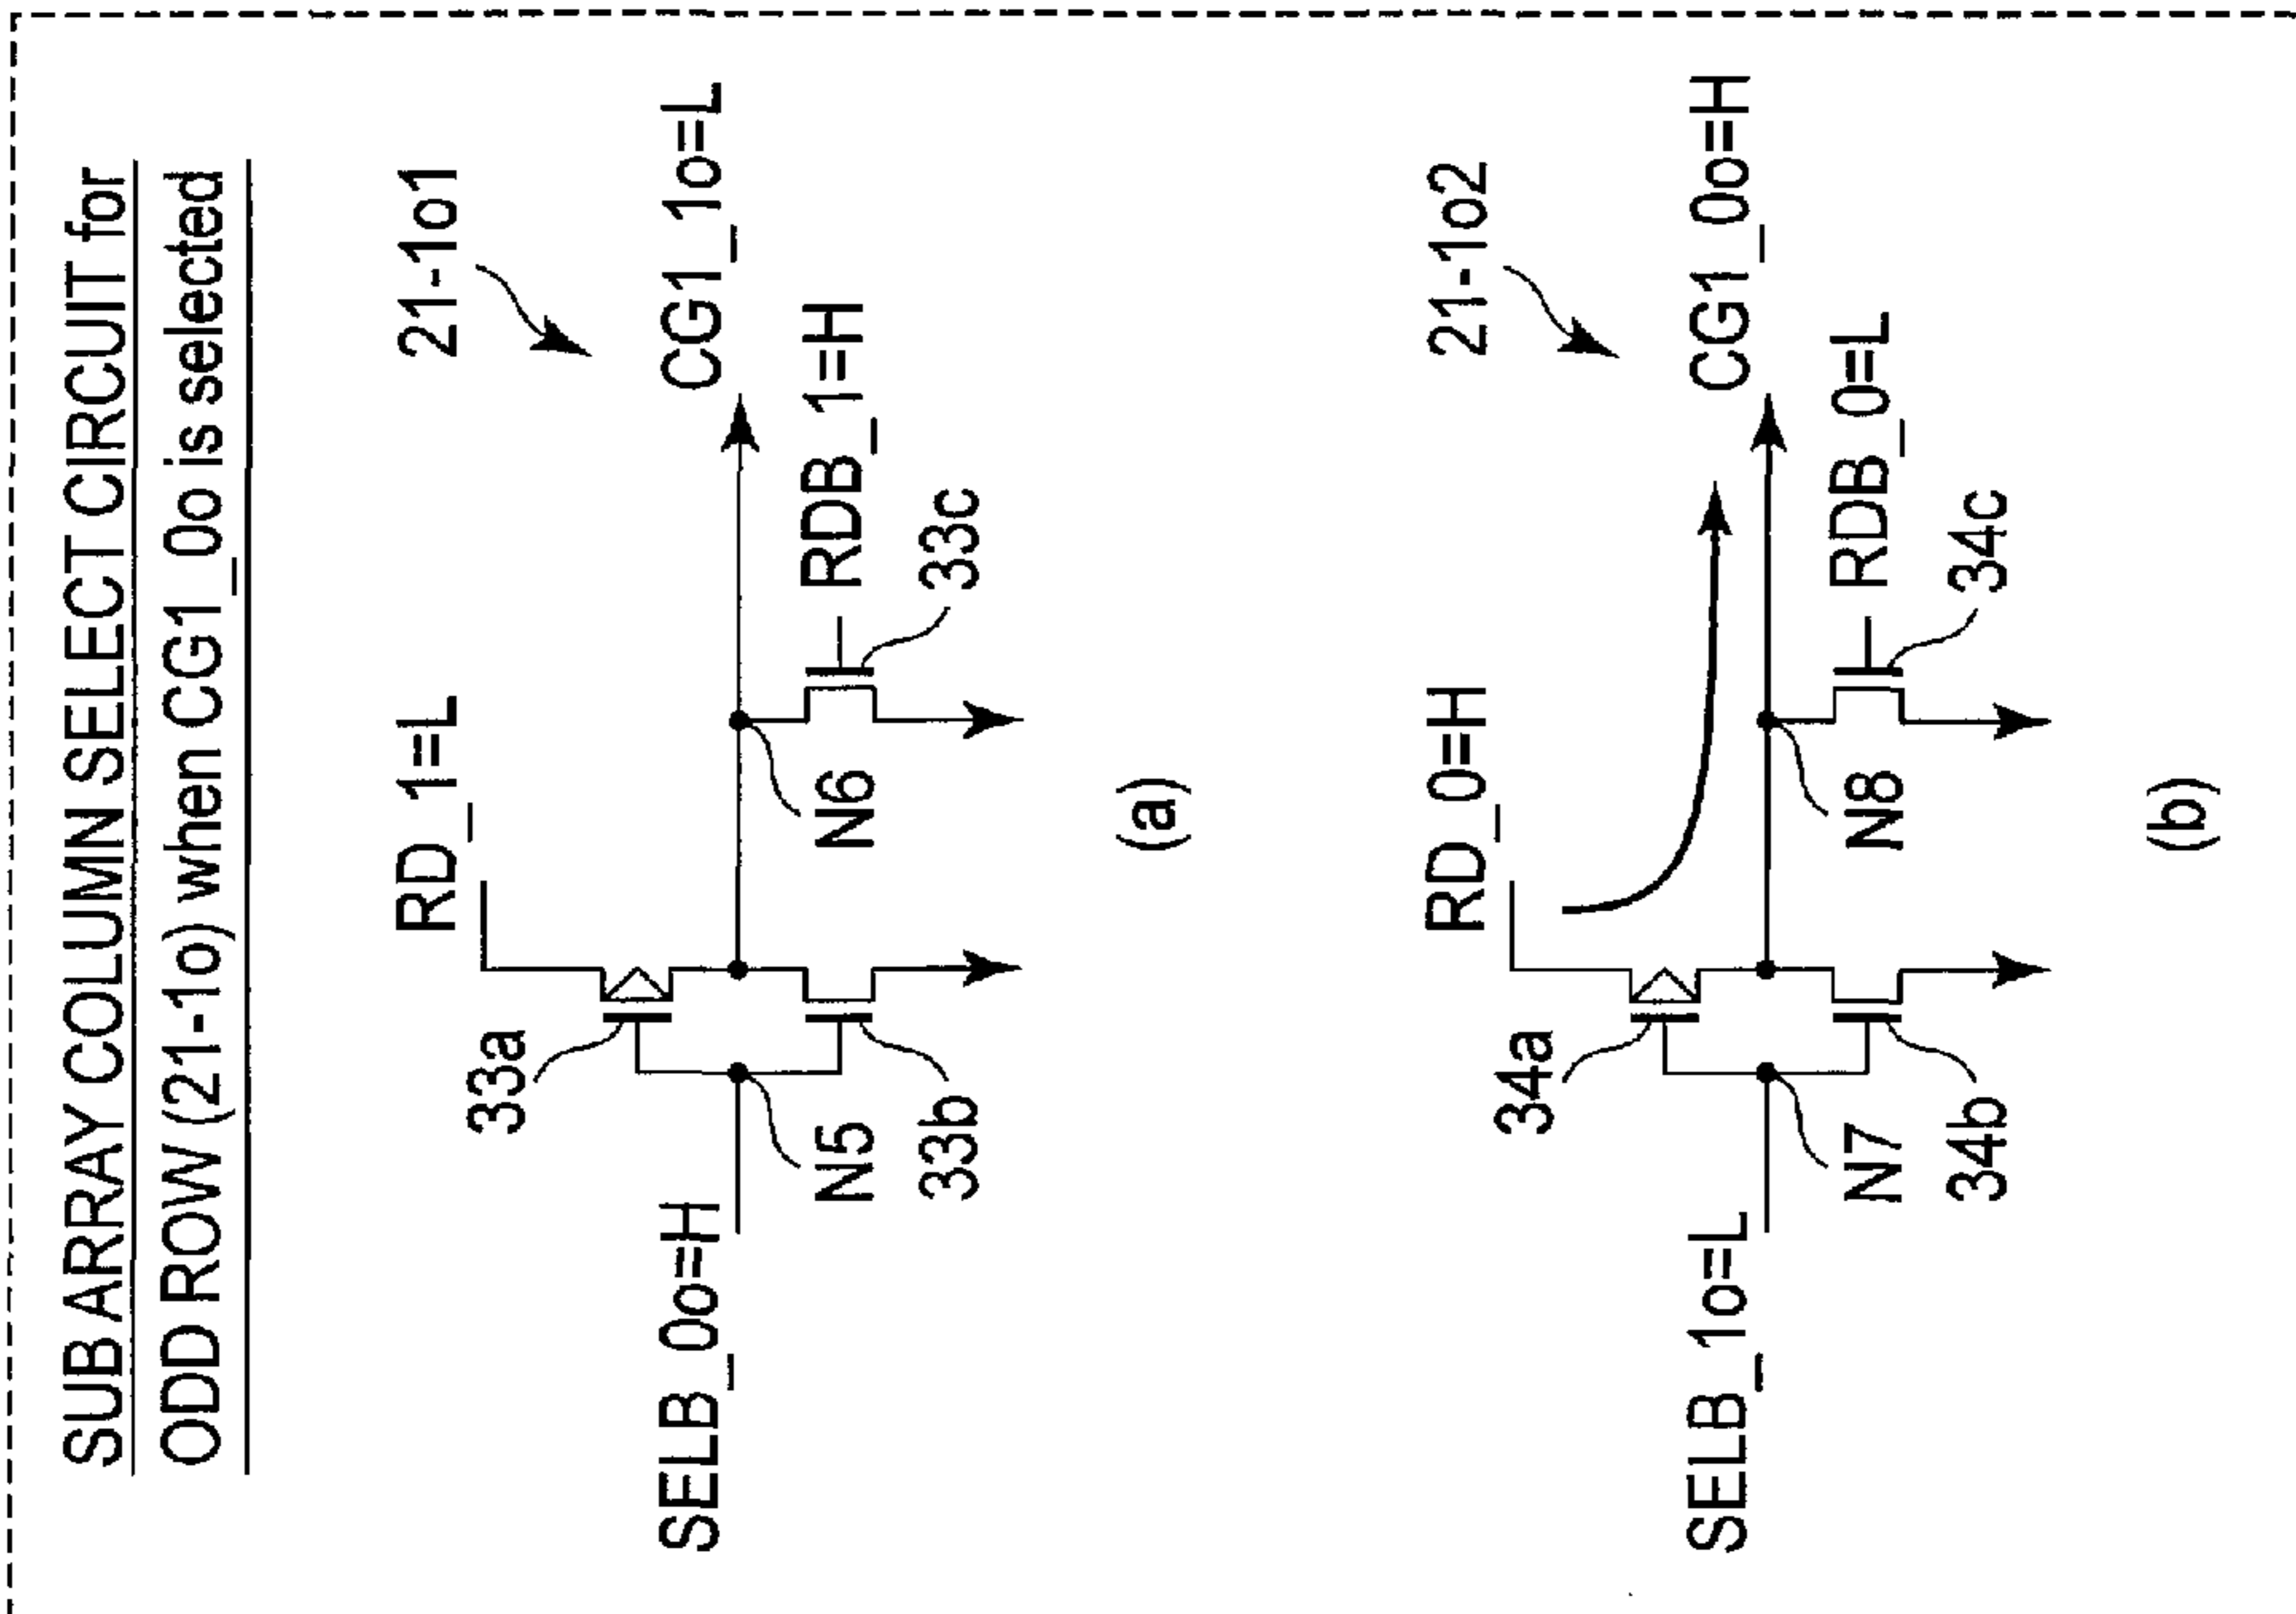 SUB ARRAY COLUMN SELECT CIRCUIT for
ODD ROW (21-1o) when CG1_0o is selected
21-1o1
RD_1=L
33a
SELB_0o=H
CG1_1o=L
N5
N6
RDB_1=H
33b
33c
(a)
21-1o2
RD_0=H
34a
SELB_1o=L
CG1_0o=H
N7
N8
RDB_0=L
34b
34c
(b)